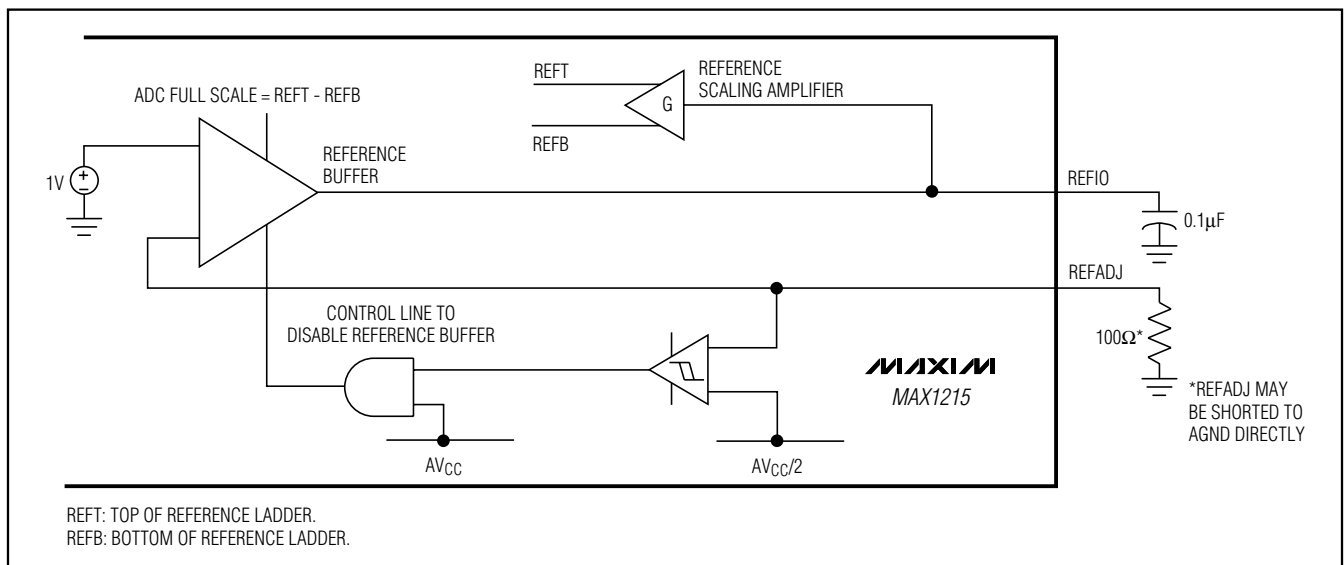 REFT
REFERENCE
SCALING AMPLIFIER
G
REFB
ADC FULL SCALE = REFT - REFB
REFERENCE
BUFFER
1V
+
−
REFIO
0.1µF
REFADJ
CONTROL LINE TO
DISABLE REFERENCE BUFFER
100Ω*
MAXIM
MAX1215
*REFADJ MAY
BE SHORTED TO
AGND DIRECTLY
AVCC
AVCC/2
REFT: TOP OF REFERENCE LADDER.
REFB: BOTTOM OF REFERENCE LADDER.